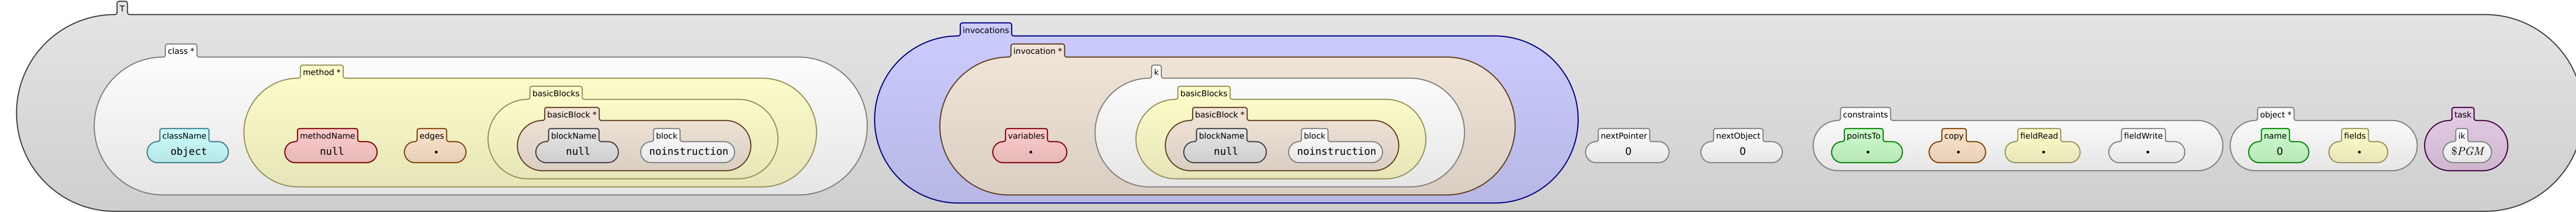 T
invocations
class *
invocation *
method *
k
basicBlocks
basicBlocks
basicBlock *
basicBlock *
constraints
object *
task
className
methodName
edges
blockName
block
variables
blockName
block
nextPointer
nextObject
pointsTo
copy
fieldRead
fieldWrite
name
fields
ik
object
null
•
null
noinstruction
•
null
noinstruction
0
0
•
•
•
•
0
•
$PGM